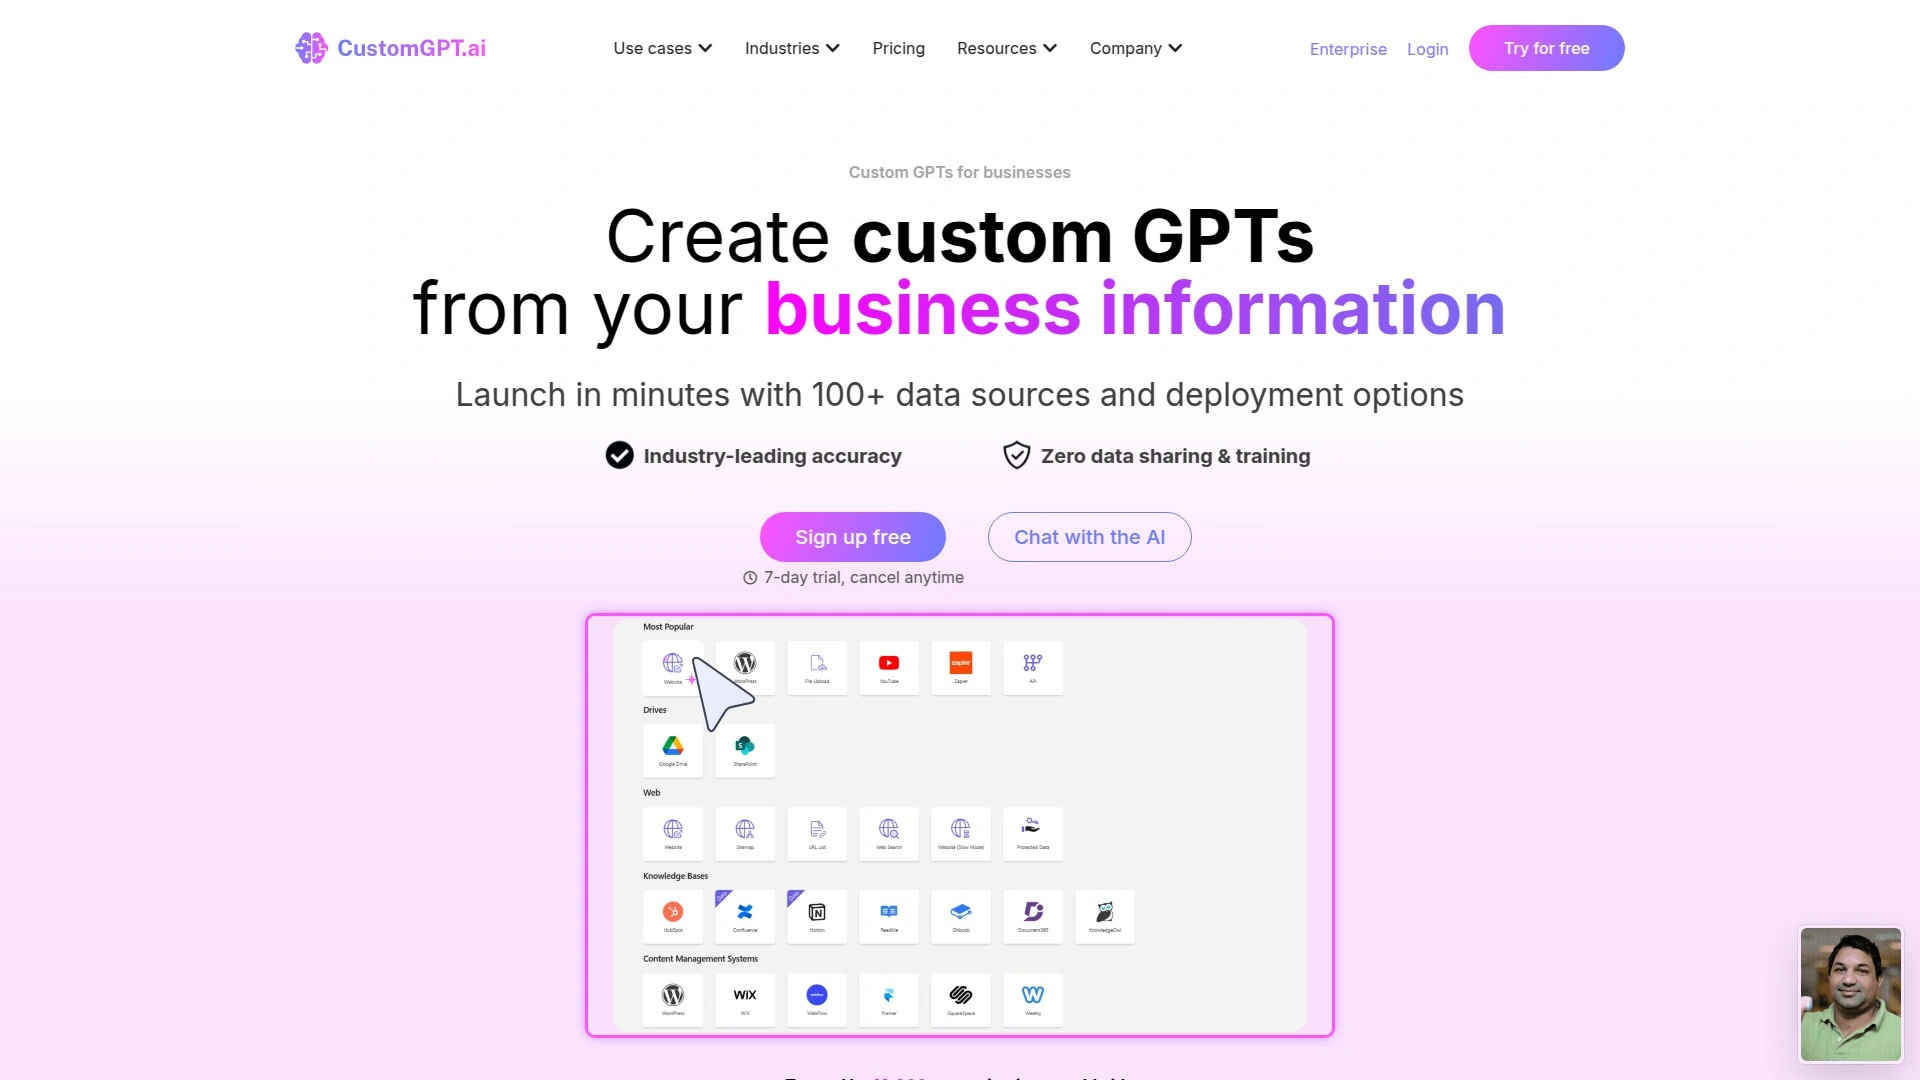 CustomGPT.ai
Use cases
Industries
Pricing
Resources
Company
Enterprise
Login
Try for free
Custom GPTs for businesses
Create custom GPTs
from your business information
Launch in minutes with 100+ data sources and deployment options
Industry-leading accuracy
Zero data sharing & training
Sign up free
Chat with the AI
7-day trial, cancel anytime
Most Popular
Website
File Upload
YouTube
zapier
Zapier
API
Drives
Google Drive
SharePoint
Web
Website
Sitemap
URL List
Web Search
Website (Slow Mode)
Protected Data
Knowledge Bases
HubSpot
Confluence
Notion
ReadMe
Gitbook
Document360
KnowledgeOwl
Content Management Systems
WordPress
WiX
WiX
WebFlow
Framer
SquareSpace
Weebly